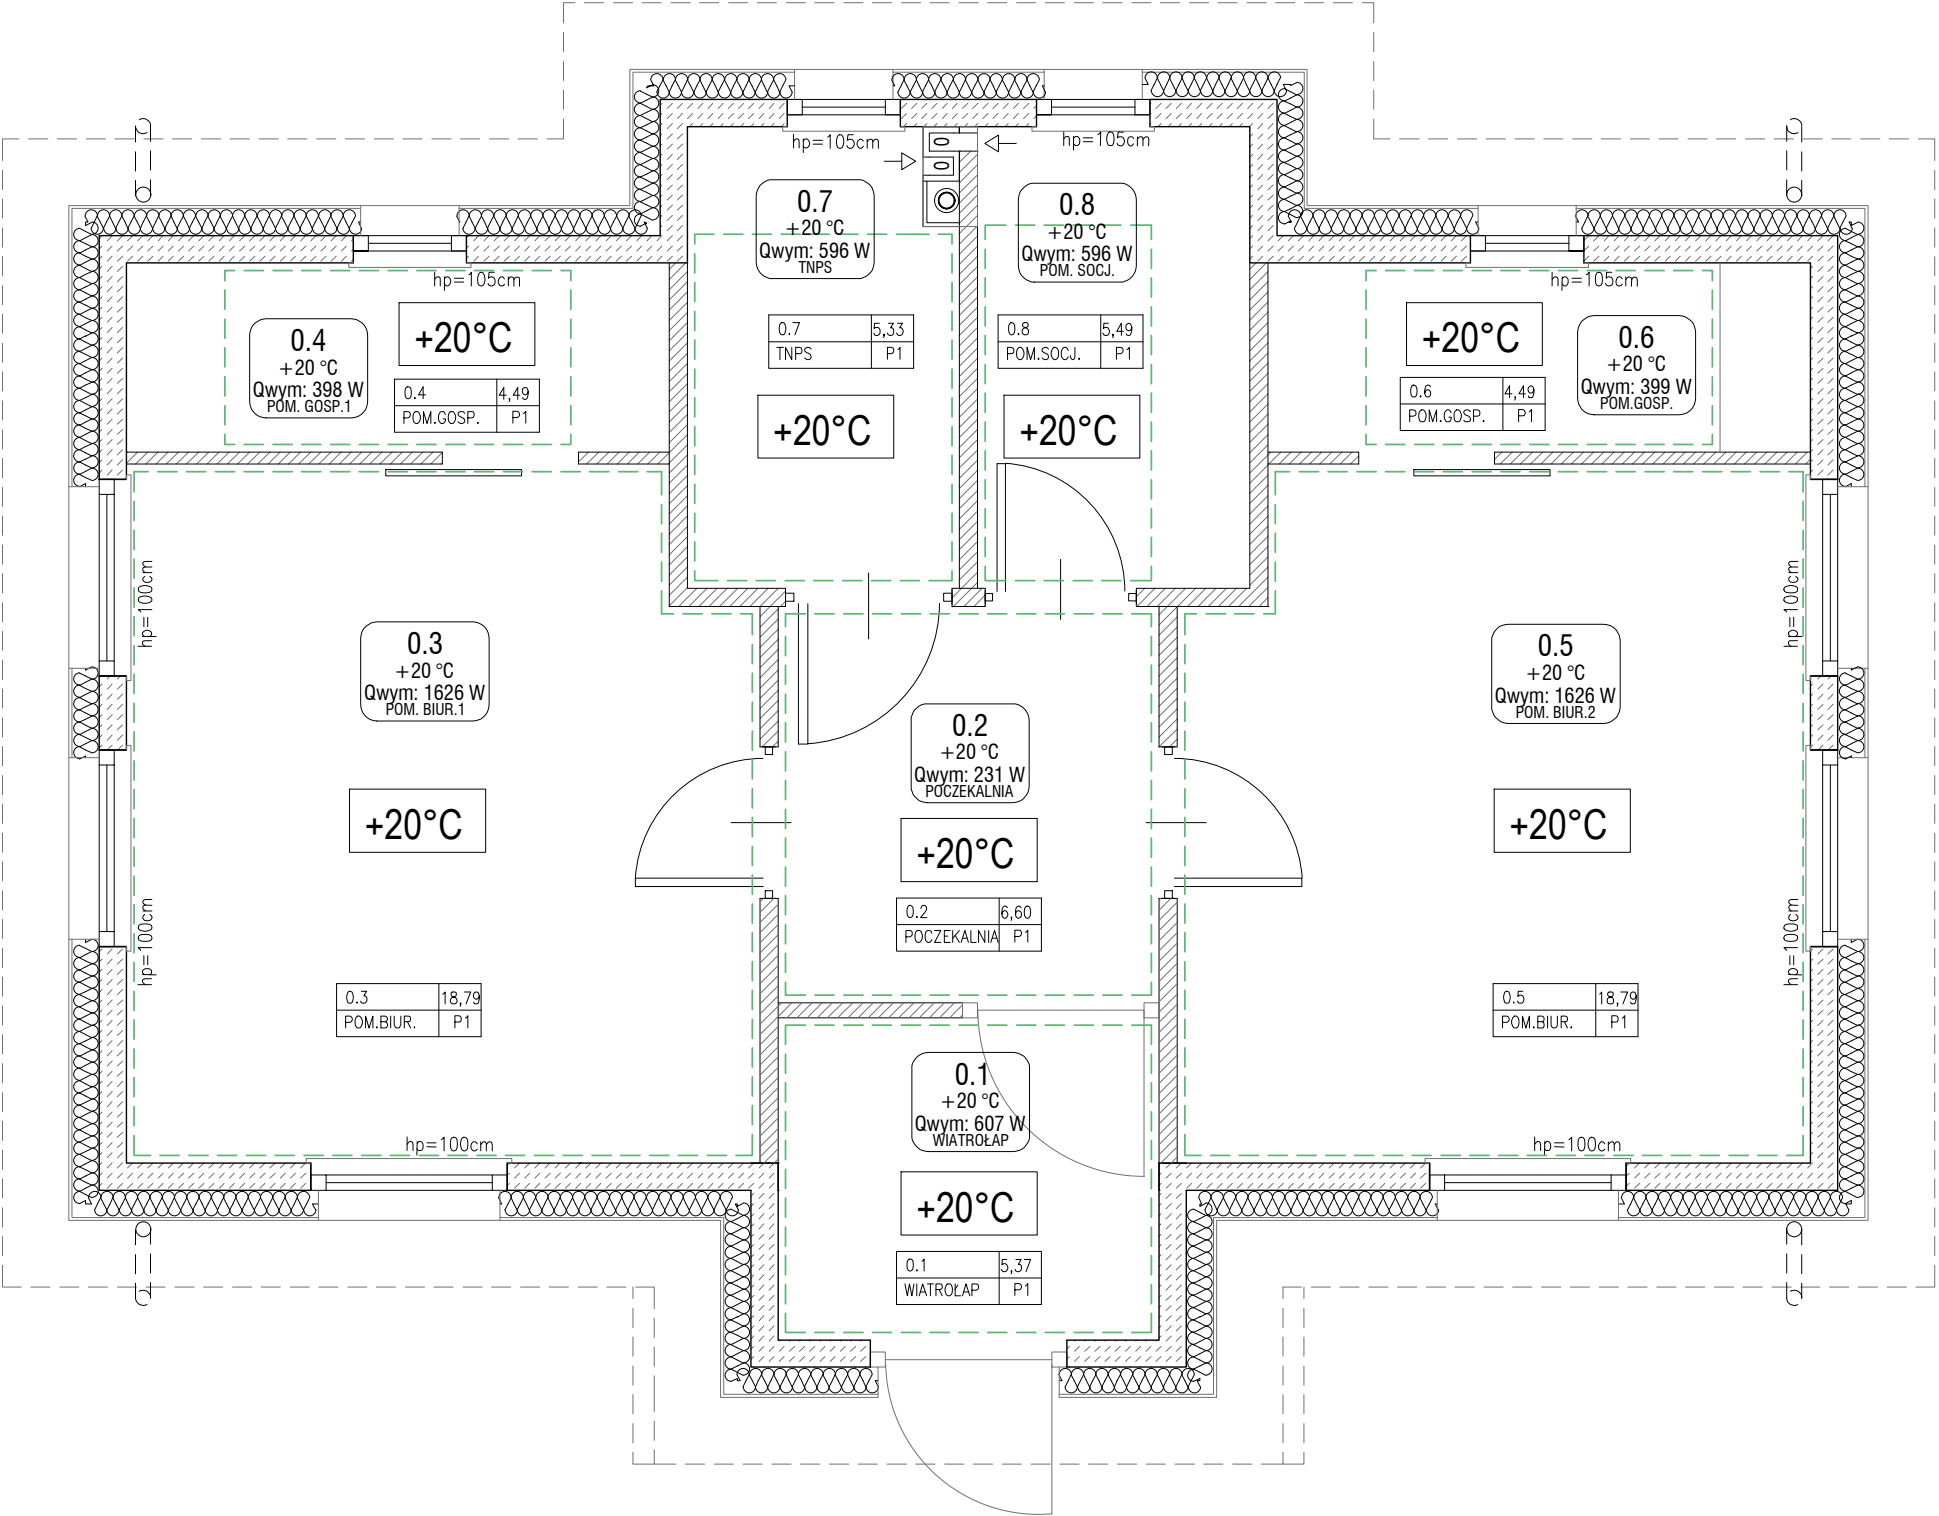 hp=105cm
hp=105cm
0.7
+20 °C
Qwym: 596 W
TNPS
0.8
+20 °C
Qwym: 596 W
POM. SOCJ.
hp=105cm
hp=105cm
0.4
+20 °C
Qwym: 398 W
POM. GOSP.1
+20°C
0.4 4,49
POM.GOSP. P1
0.7 5,33
TNPS P1
+20°C
0.8 5,49
POM.SOCJ. P1
+20°C
+20°C
0.6 4,49
POM.GOSP. P1
0.6
+20 °C
Qwym: 399 W
POM.GOSP.
hp=100cm
hp=100cm
0.3
+20 °C
Qwym: 1626 W
POM. BIUR.1
+20°C
0.3 18,79
POM.BIUR. P1
hp=100cm
0.2
+20 °C
Qwym: 231 W
POCZEKALNIA
+20°C
0.2 6,60
POCZEKALNIA P1
0.5
+20 °C
Qwym: 1626 W
POM. BIUR.2
+20°C
0.5 18,79
POM.BIUR. P1
hp=100cm
hp=100cm
hp=100cm
0.1
+20 °C
Qwym: 607 W
WIATROŁAP
+20°C
0.1 5,37
WIATROŁAP P1